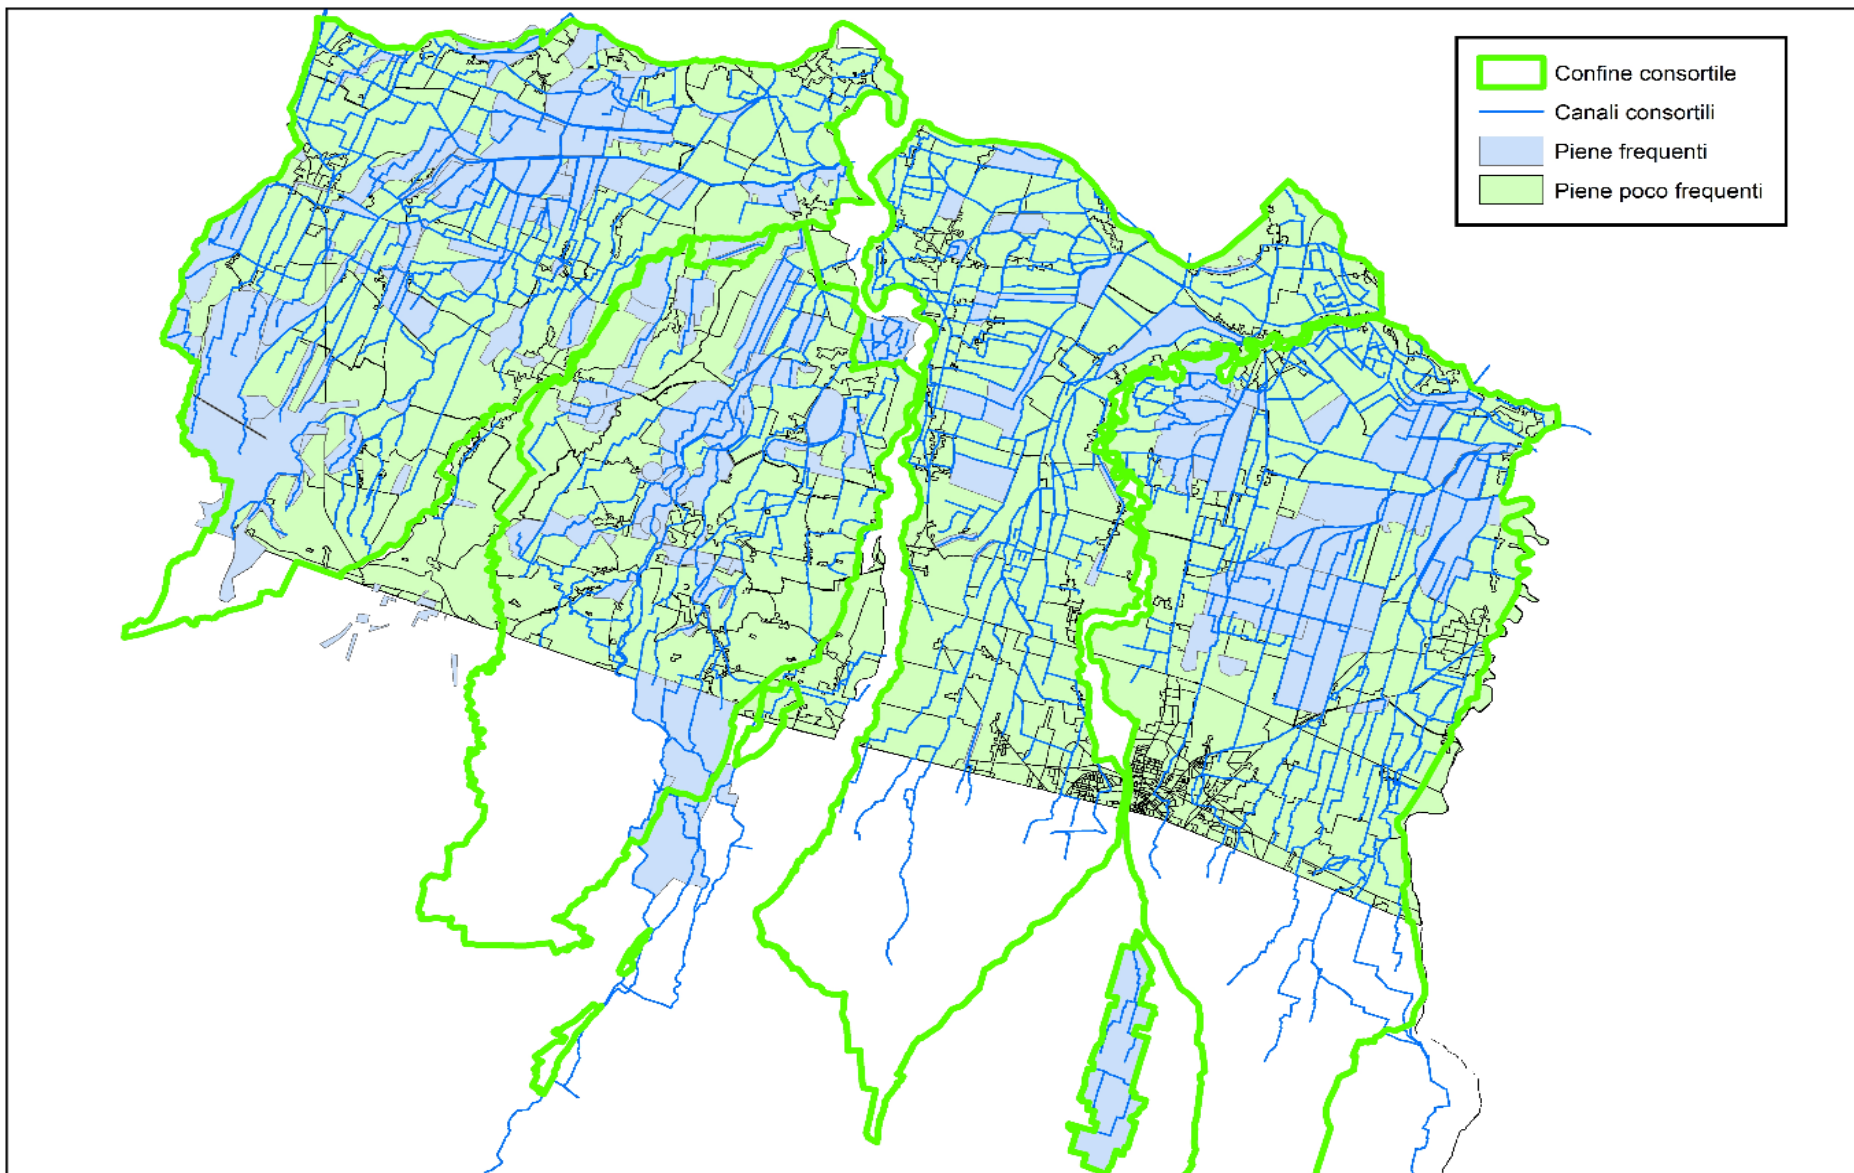 Confine consortile
Canali consortili
Piene frequenti
Piene poco frequenti